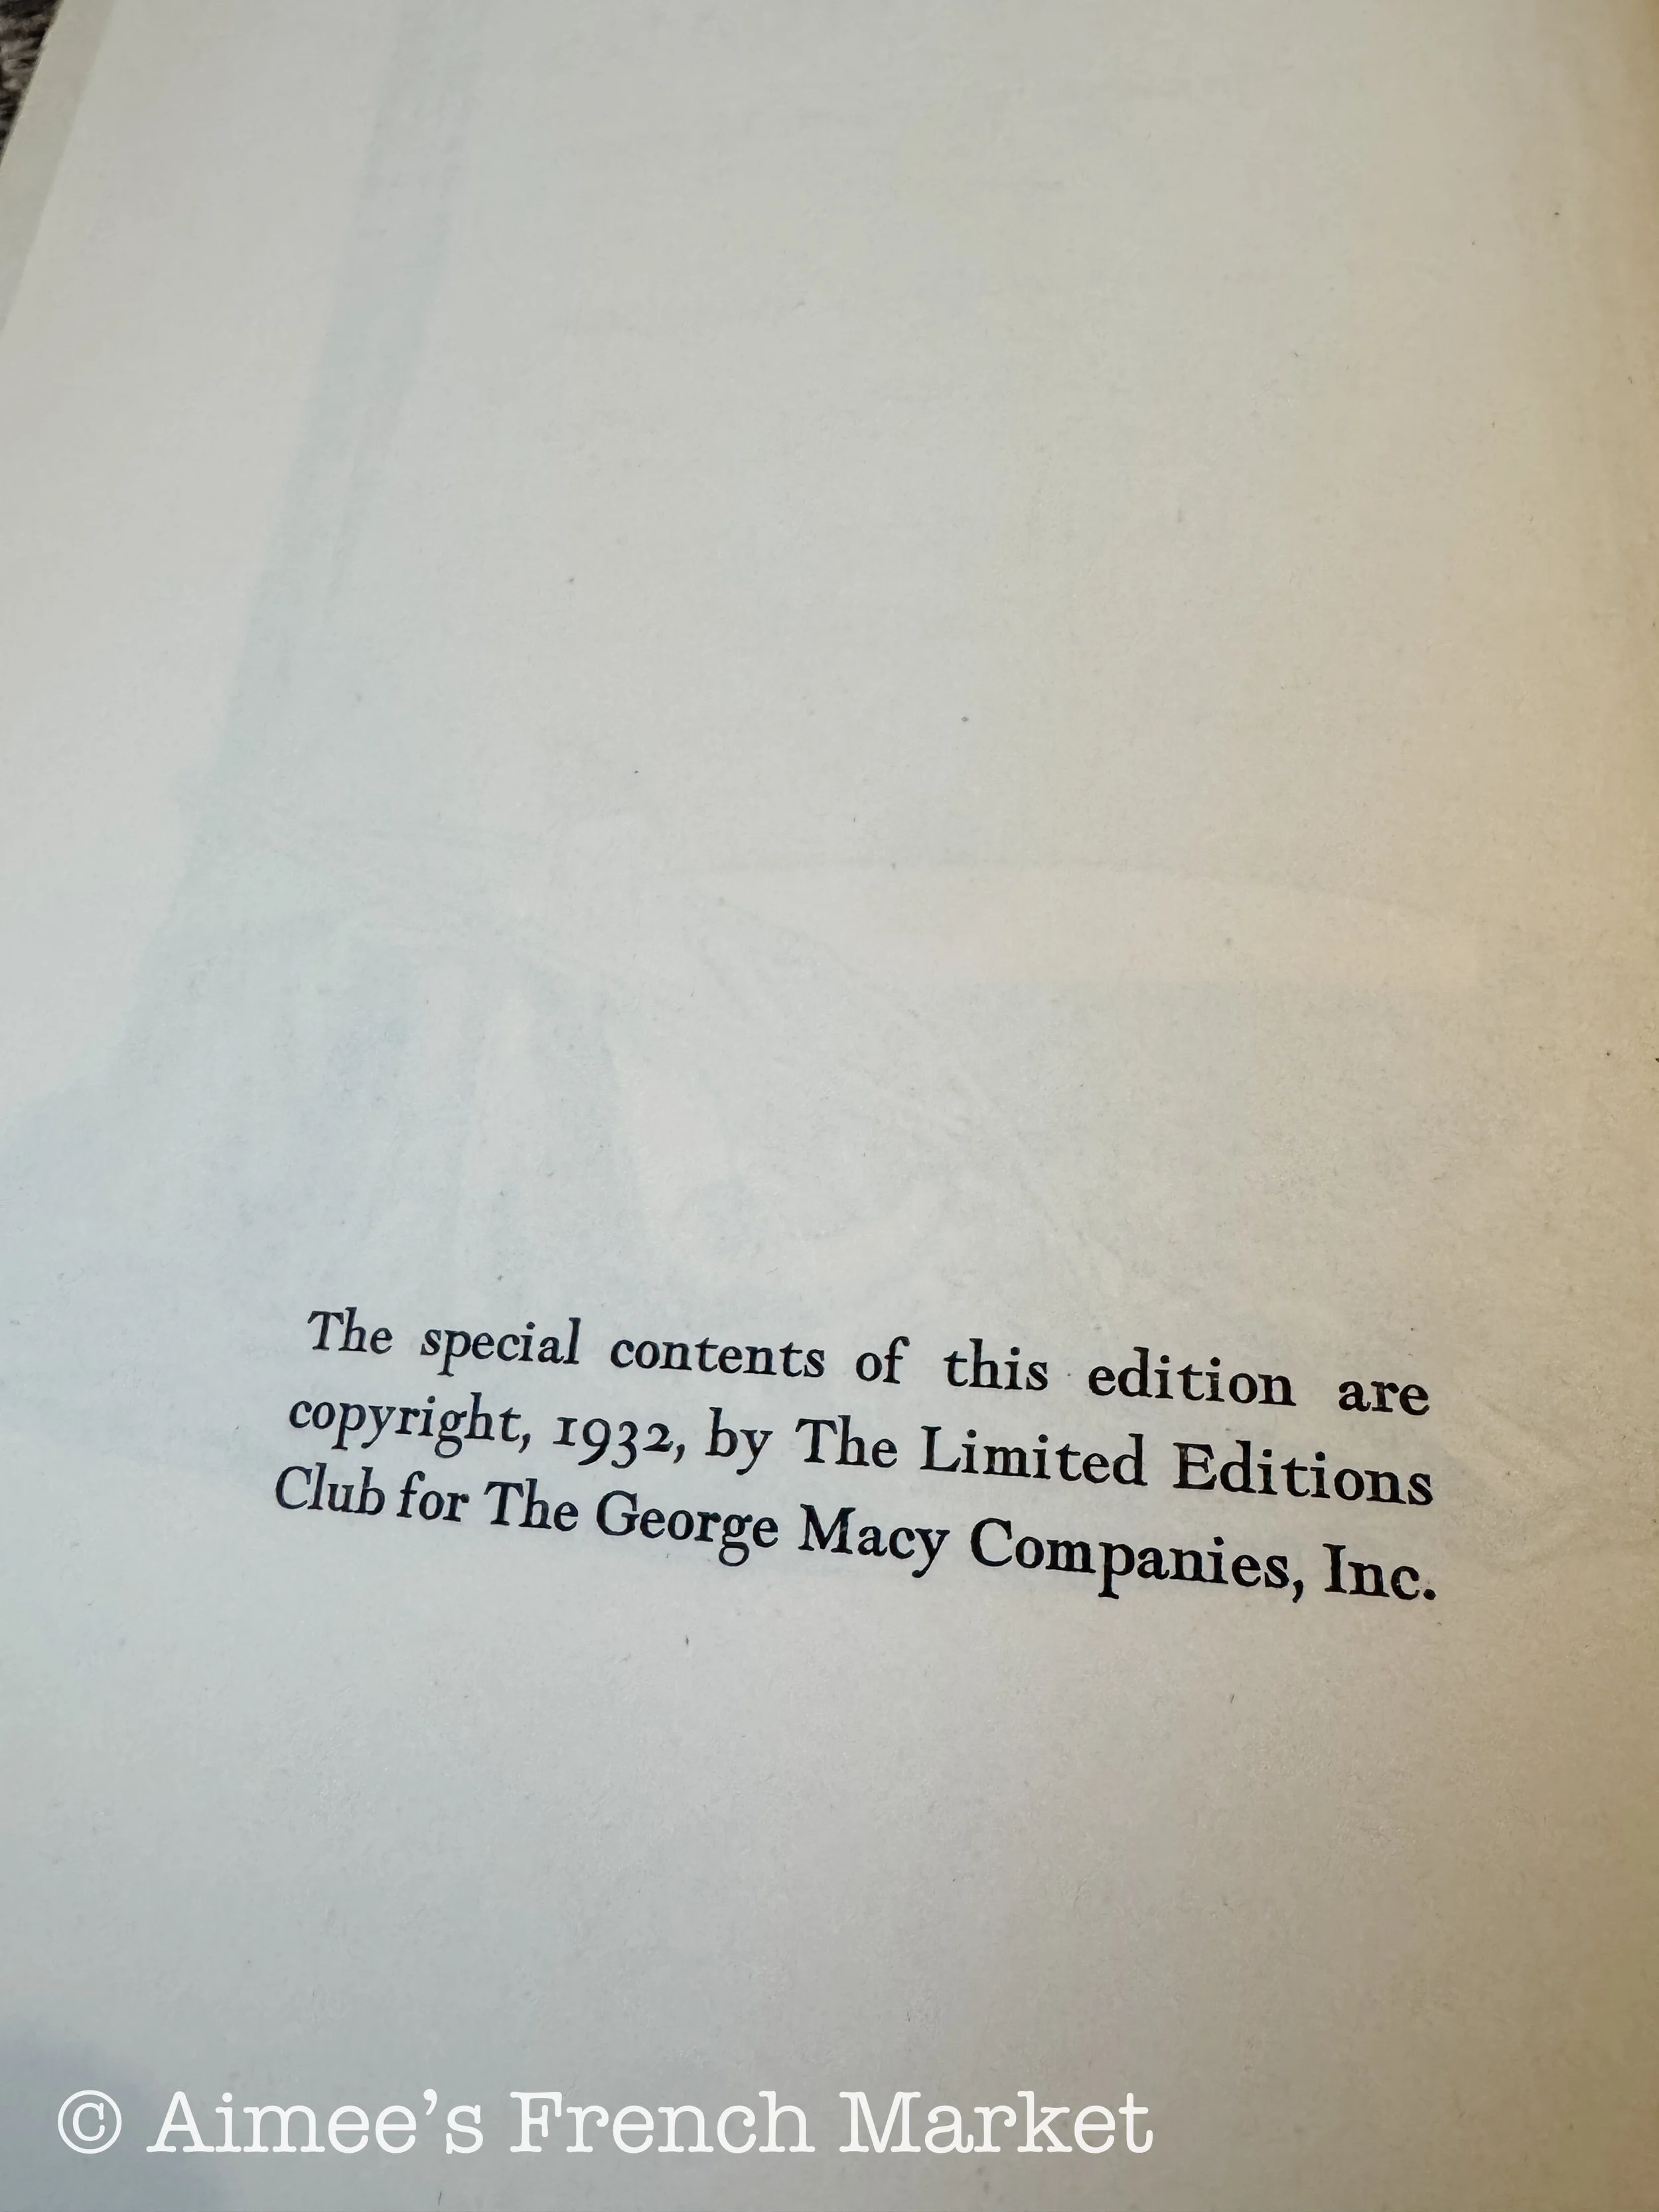 The special contents of this edition are
copyright, 1932, by The Limited Editions
Club for The George Macy Companies, Inc.
© Aimee’s French Market